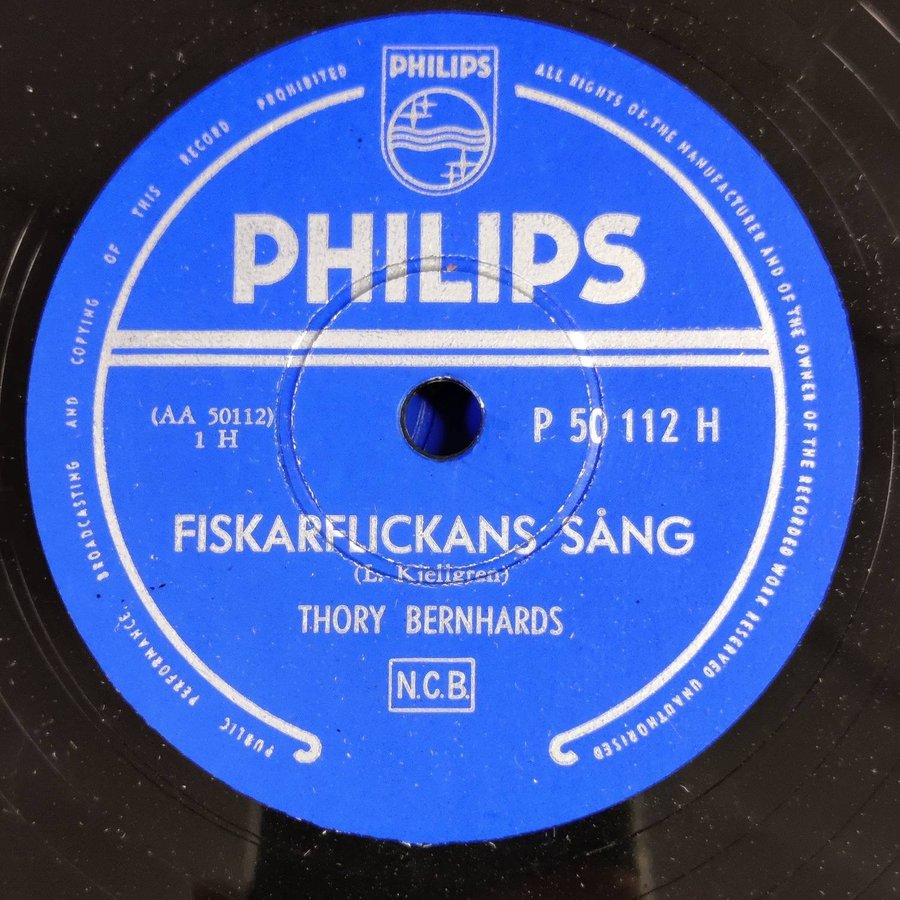 PHILIPS
PHILIPS
(AA 50112)
1 H
P 50 112 H
FISKARFLICKANS SÅNG
(L. Kjellgren)
THORY BERNHARDS
N.C.B.
ALL RIGHTS OF THE MANUFACTURER AND OF THE OWNER OF THE RECORDED WORK RESERVED UNAUTHORISED
PUBLIC PERFORMANCE, BROADCASTING AND COPYING OF THIS RECORD PROHIBITED